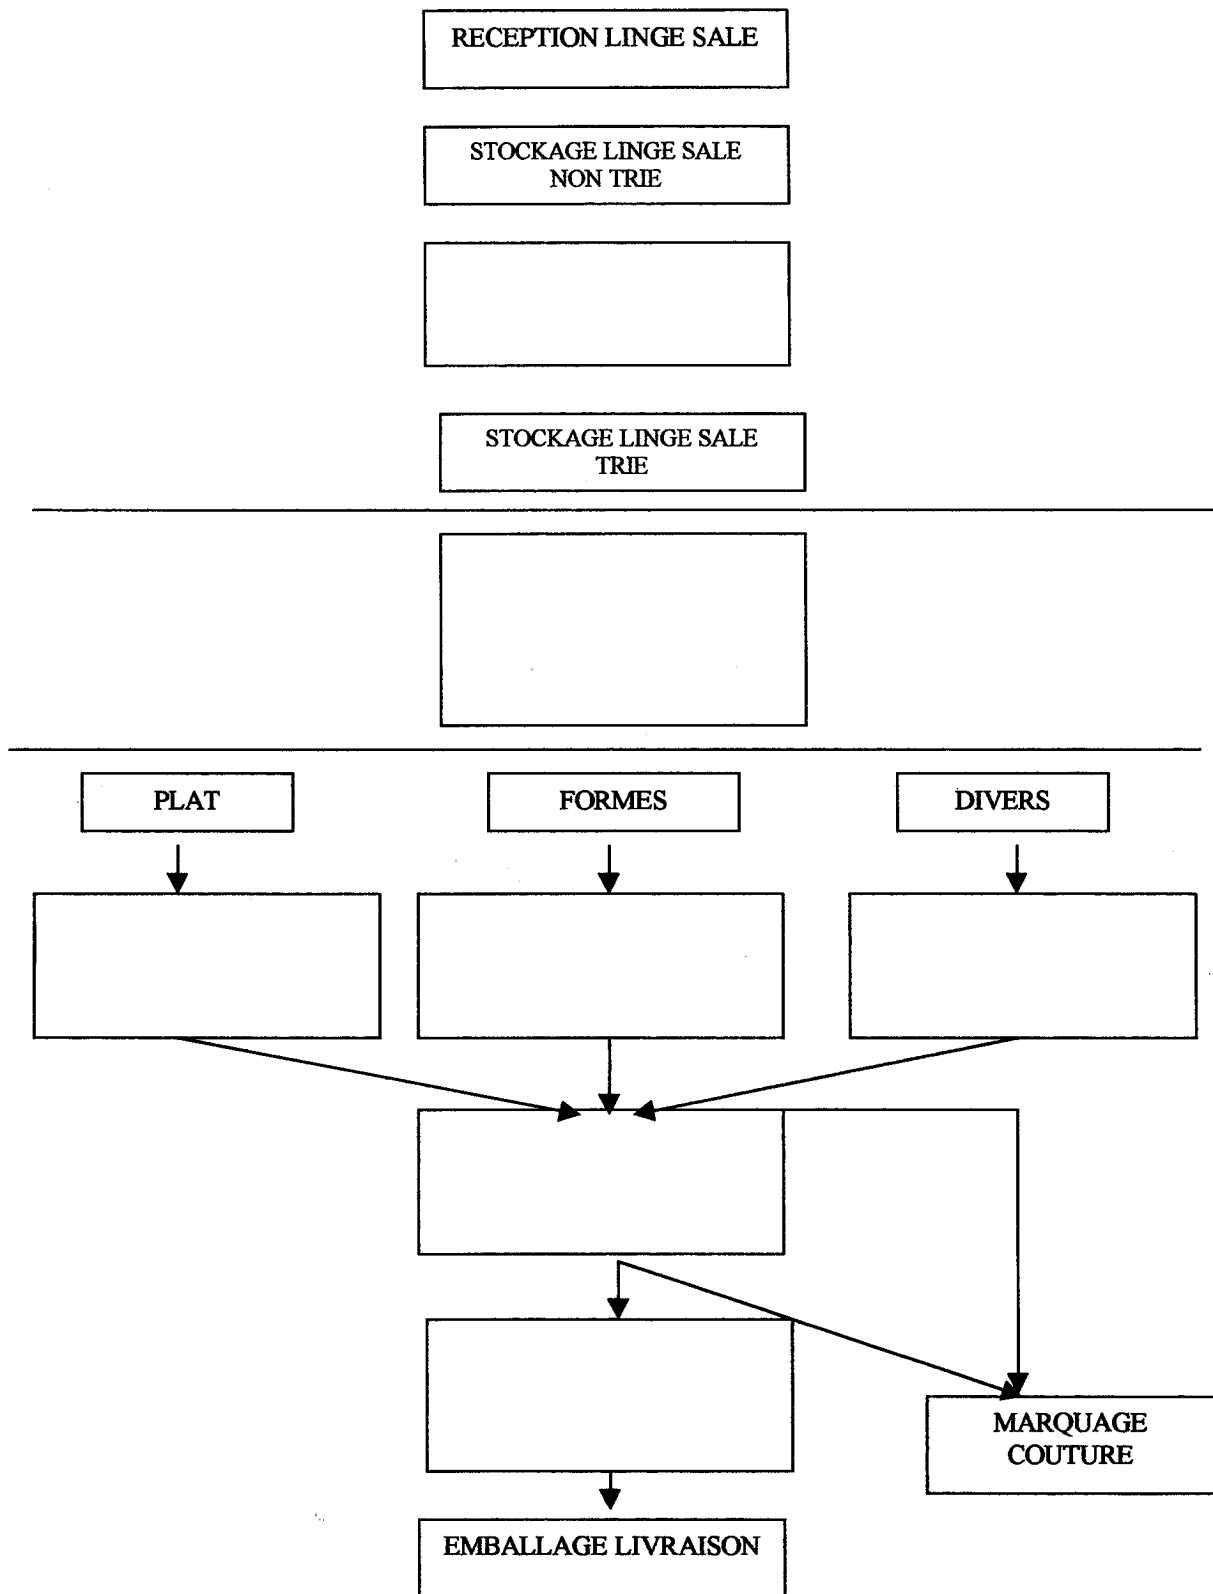 RECEPTION LINGE SALE
STOCKAGE LINGE SALE
NON TRIE
STOCKAGE LINGE SALE
TRIE
PLAT
FORMES
DIVERS
MARQUAGE
COUTURE
EMBALLAGE LIVRAISON